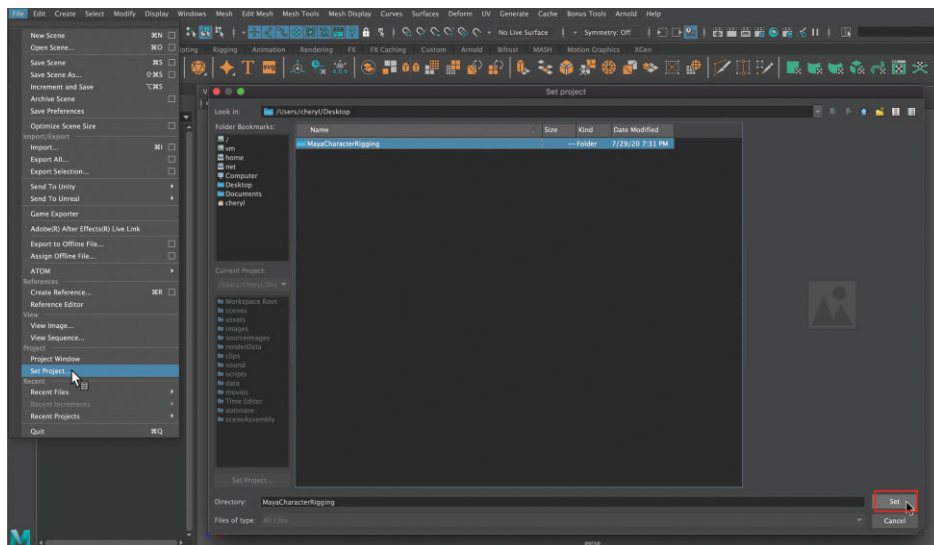 File Edit Create Select Modify Display Windows Mesh Edit Mesh Mesh Tools Mesh Display Curves Surfaces Deform UV Generate Cache Bonus Tools Arnold Help
No Live Surface
Symmetry: Off
Rigging Animation Rendering FX FX Caching Custom Arnold Bifrost MASH Motion Graphics XGen
New Scene ⌘N
Open Scene... ⌘O
Save Scene ⌘S
Save Scene As... ⇧⌘S
Increment and Save ⌥⌘S
Archive Scene
Save Preferences
Optimize Scene Size
Import/Export
Import... ⌘I
Export All...
Export Selection...
Send To Unity
Send To Unreal
Game Exporter
Adobe(R) After Effects(R) Live Link
Export to Offline File...
Assign Offline File...
ATOM
References
Create Reference... ⌘R
Reference Editor
View
View Image...
View Sequence...
Project
Project Window
Set Project...
Recent
Recent Files
Recent Increments
Recent Projects
Quit ⌘Q
Set project
Look in: /Users/cheryl/Desktop
Folder Bookmarks:
/
vm
home
net
Computer
Desktop
Documents
cheryl
Name Size Kind Date Modified
MayaCharacterRigging -- Folder 7/29/20 7:31 PM
Current Project:
/Users/cheryl/Des
Workspace Root
scenes
assets
images
sourceimages
renderData
clips
sound
scripts
data
movies
Time Editor
autosave
sceneAssembly
Set Project...
Directory: MayaCharacterRigging
Set
Files of type: All Files
Cancel
persp